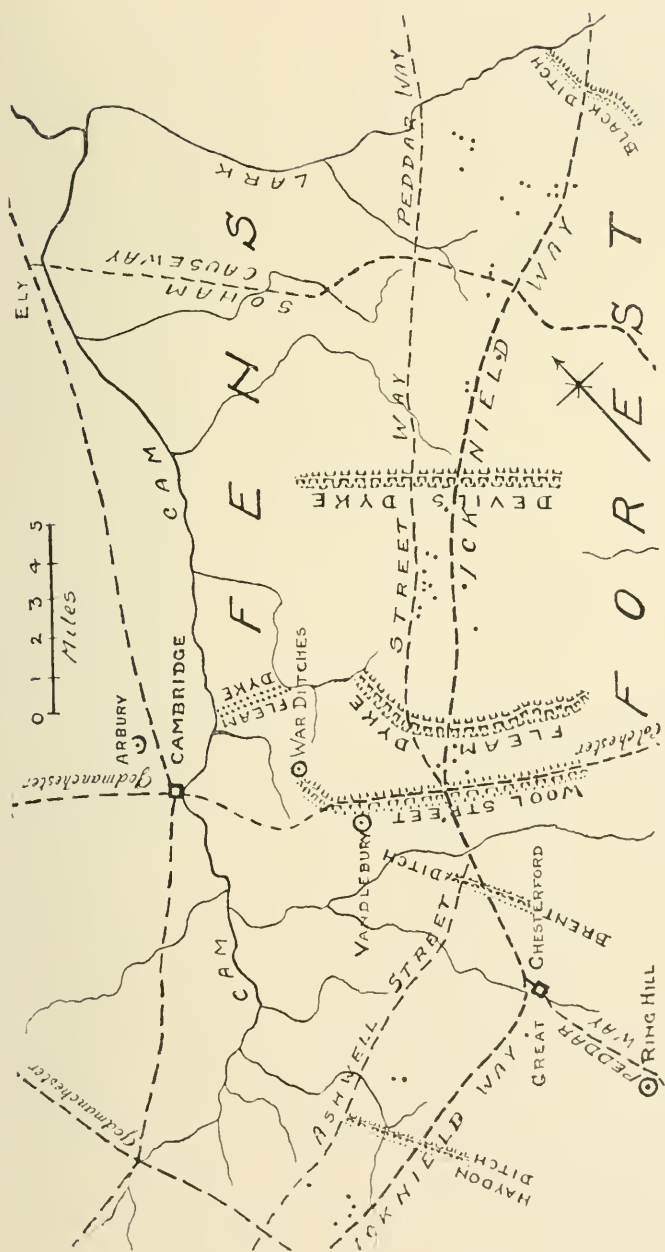 ELY
CAM
LARK
SOHAM
CAUSEWAY
FENS
PEDDAR WAY
BLACK DITCH
0 1 2 3 4 5
Miles
ARBURY
CAMBRIDGE
Godmanchester
FLEAM
DYKE
WAR DITCHES
STREET WAY
DEVIL'S DYKE
ICKNIELD WAY
FLEAM DYKE
FOREST
WOOL STREET
Colchester
VANDLEBURY
BRENT DITCH
CAM
Godmanchester
ASHWELL STREET
ICKNIELD WAY
HAYDON
DITCH
GREAT CHESTERFORD
PEDDAR
WAY
RING HILL